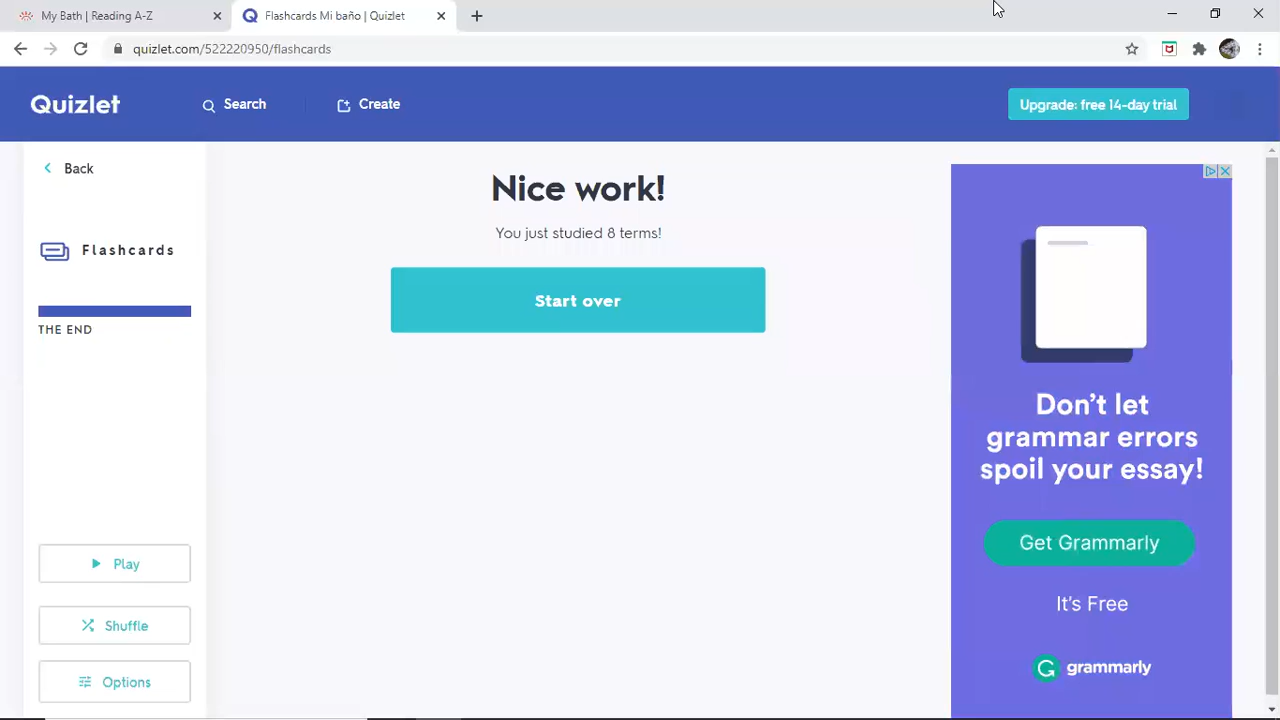 My Bath | Reading A-Z
Flashcards Mi baño | Quizlet
quizlet.com/522220950/flashcards
Quizlet
Search
Create
Upgrade: free 14-day trial
Back
Flashcards
THE END
Play
Shuffle
Options
Nice work!
You just studied 8 terms!
Start over
Don't let
grammar errors
spoil your essay!
Get Grammarly
It's Free
grammarly